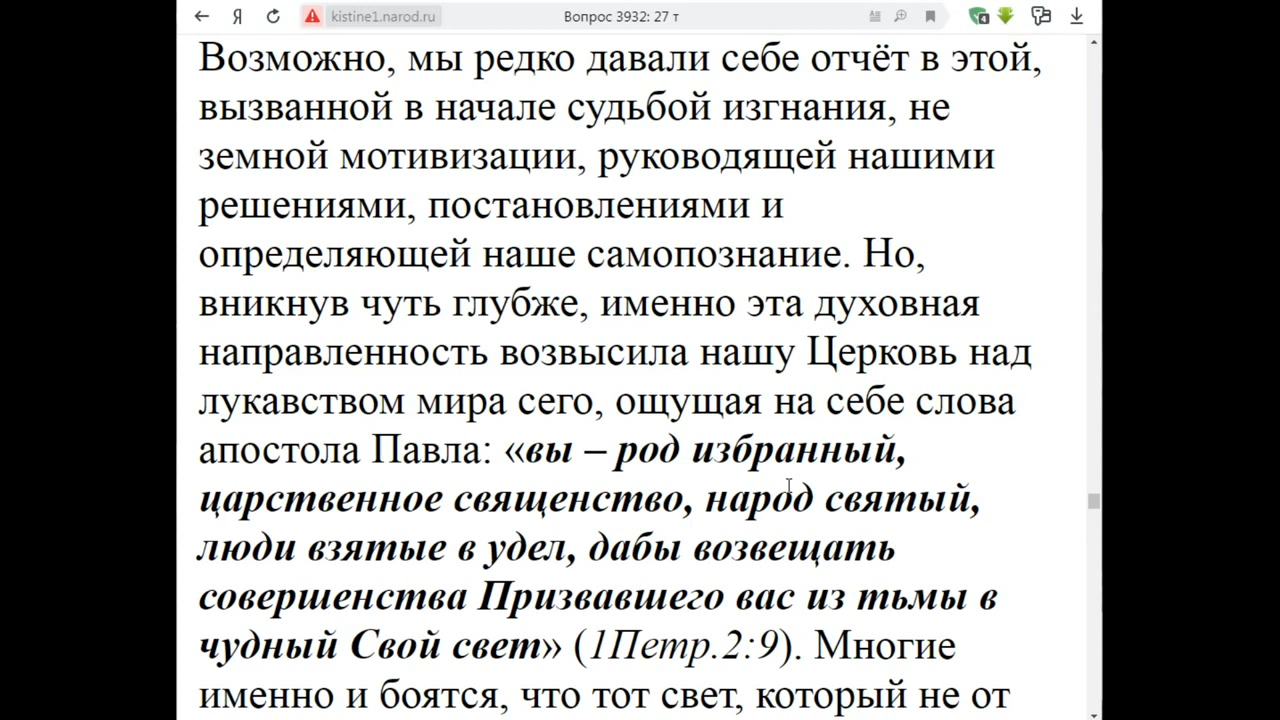 Я kistine1.narod.ru Вопрос 3932: 27 т 4
Возможно, мы редко давали себе отчёт в этой,
вызванной в начале судьбой изгнания, не
земной мотивизации, руководящей нашими
решениями, постановлениями и
определяющей наше самопознание. Но,
вникнув чуть глубже, именно эта духовная
направленность возвысила нашу Церковь над
лукавством мира сего, ощущая на себе слова
апостола Павла: «вы – род избранный,
царственное священство, народ святый,
люди взятые в удел, дабы возвещать
совершенства Призвавшего вас из тьмы в
чудный Свой свет» (1Петр.2:9). Многие
именно и боятся, что тот свет, который не от